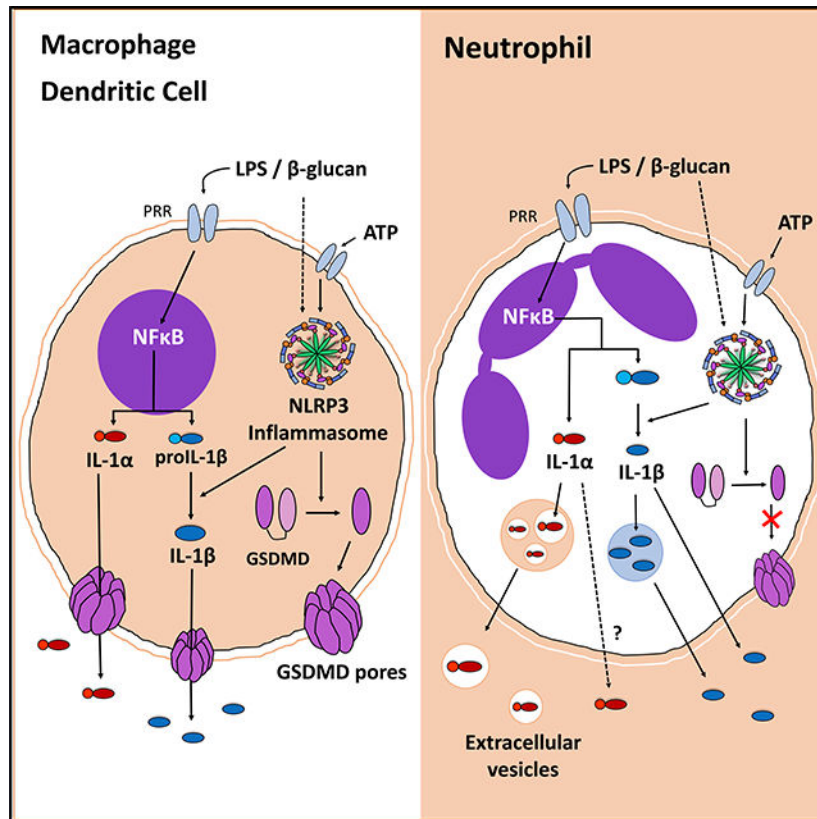 Macrophage
Dendritic Cell
LPS / β-glucan
PRR
ATP
NFκB
NLRP3
Inflammasome
IL-1α
proIL-1β
IL-1β
GSDMD
GSDMD pores
Neutrophil
LPS / β-glucan
PRR
ATP
NFκB
IL-1α
IL-1β
?
Extracellular
vesicles